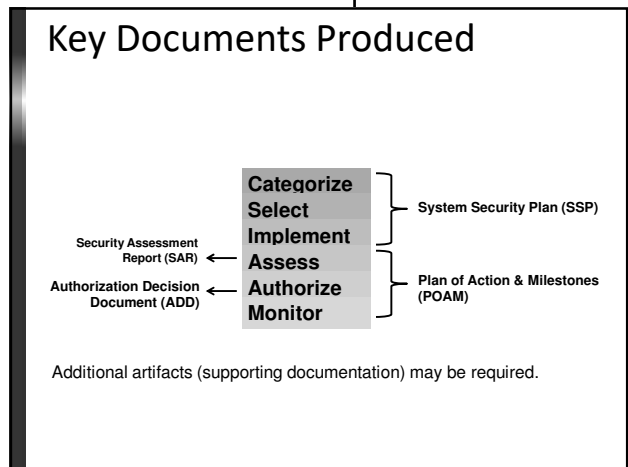 Key Documents Produced
Categorize
Select
Implement
Assess
Authorize
Monitor
System Security Plan (SSP)
Security Assessment
Report (SAR)
Authorization Decision
Document (ADD)
Plan of Action & Milestones
(POAM)
Additional artifacts (supporting documentation) may be required.